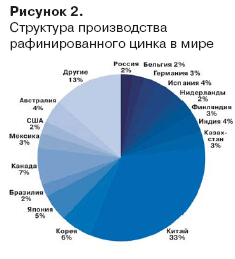 Рисунок 2.
Структура производства
рафинированного цинка в мире
Россия
2%
Бельгия 2%
Германия 3%
Испания 4%
Нидерланды
2%
Финляндия
3%
Индия 4%
Казах-
стан
3%
Китай
33%
Корея
6%
Япония
5%
Бразилия
2%
Канада
7%
Мексика
3%
США
2%
Австралия
4%
Другие
13%